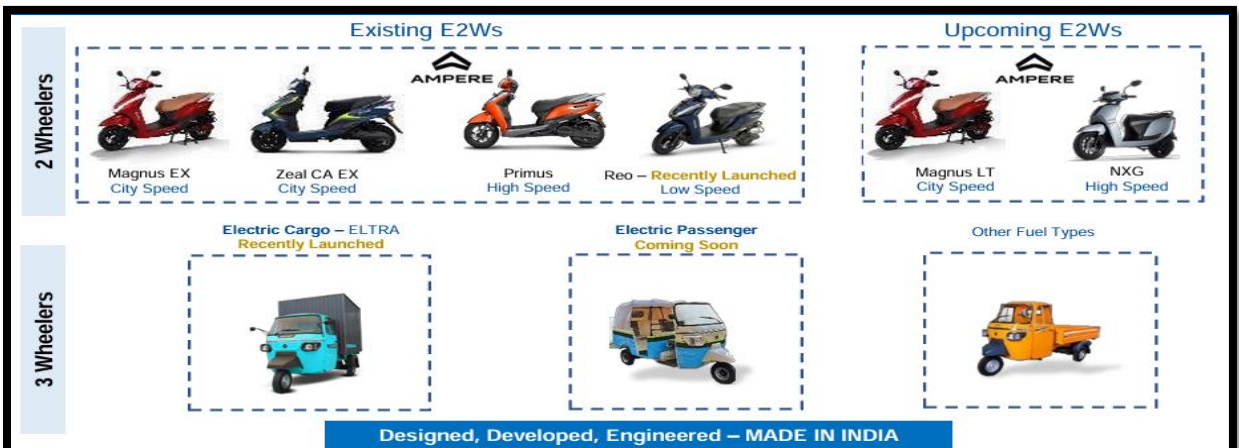 Existing E2Ws
Upcoming E2Ws
2 Wheelers
AMPERE
AMPERE
Magnus EX
City Speed
Zeal CA EX
City Speed
Primus
High Speed
Reo – Recently Launched
Low Speed
Magnus LT
City Speed
NXG
High Speed
3 Wheelers
Electric Cargo – ELTRA
Recently Launched
Electric Passenger
Coming Soon
Other Fuel Types
Designed, Developed, Engineered – MADE IN INDIA